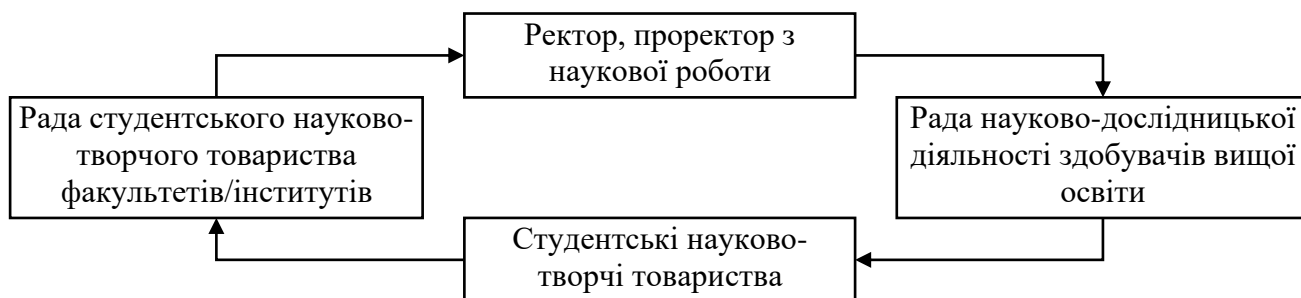 Ректор, проректор з
наукової роботи
Рада студентського науково-
творчого товариства
факультетів/інститутів
Рада науково-дослідницької
діяльності здобувачів вищої
освіти
Студентські науково-
творчі товариства